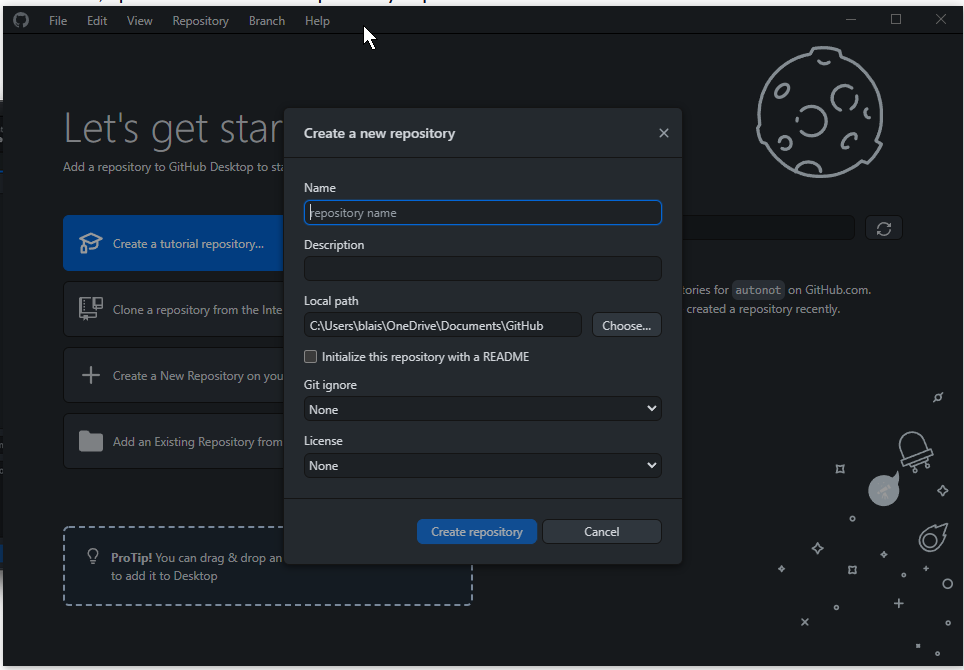 File Edit View Repository Branch Help
Let's get star
Add a repository to GitHub Desktop to sta
Create a tutorial repository...
Clone a repository from the Inte
Create a New Repository on you
Add an Existing Repository from
ProTip! You can drag & drop an
to add it to Desktop
Create a new repository
Name
repository name
Description
Local path
C:\Users\blais\OneDrive\Documents\GitHub
Choose...
Initialize this repository with a README
Git ignore
None
License
None
Create repository Cancel
tories for autonot on GitHub.com.
created a repository recently.